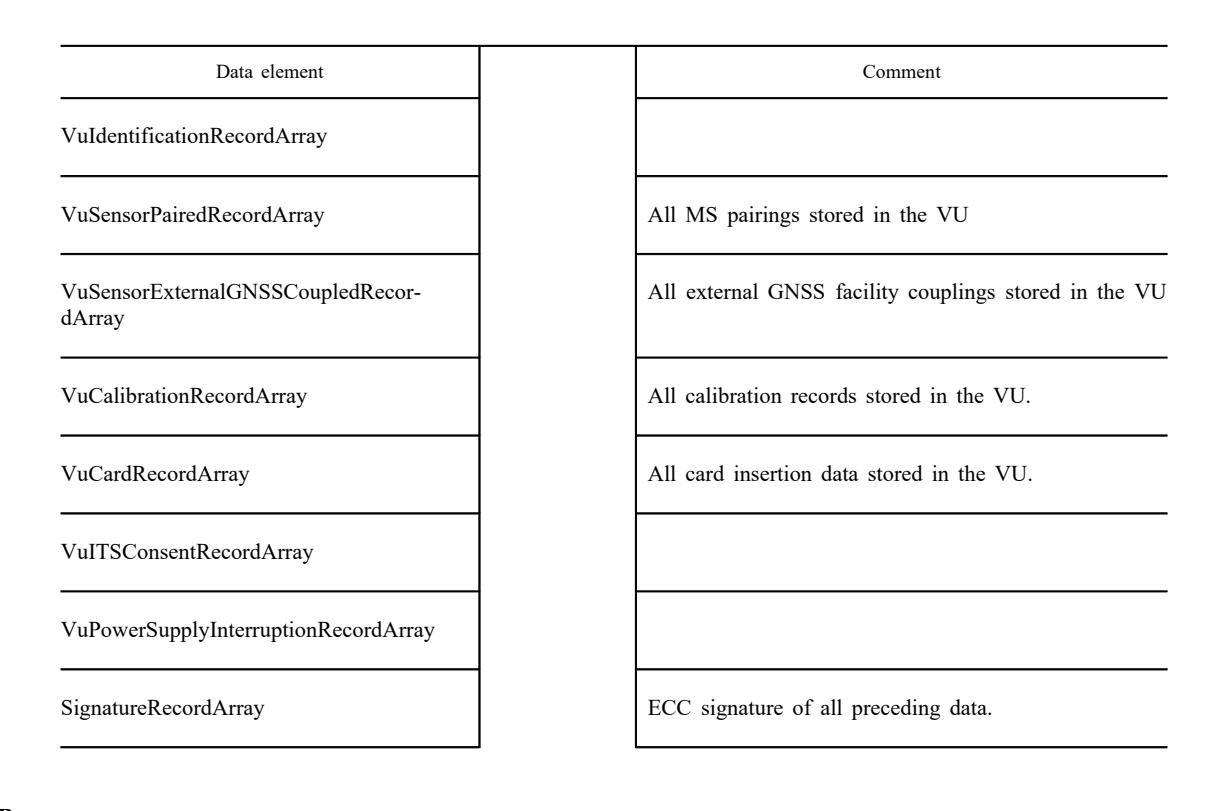 Data element Comment
VuIdentificationRecordArray
VuSensorPairedRecordArray All MS pairings stored in the VU
VuSensorExternalGNSSCoupledRecor- All external GNSS facility couplings stored in the VU
dArray
VuCalibrationRecordArray All calibration records stored in the VU.
VuCardRecordArray All card insertion data stored in the VU.
VuITSConsentRecordArray
VuPowerSupplyInterruptionRecordArray
SignatureRecordArray ECC signature of all preceding data.